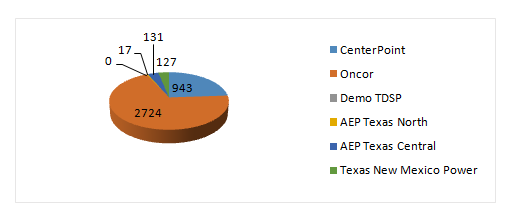 131
17
127
0
943
2724
CenterPoint
Oncor
Demo TDSP
AEP Texas North
AEP Texas Central
Texas New Mexico Power